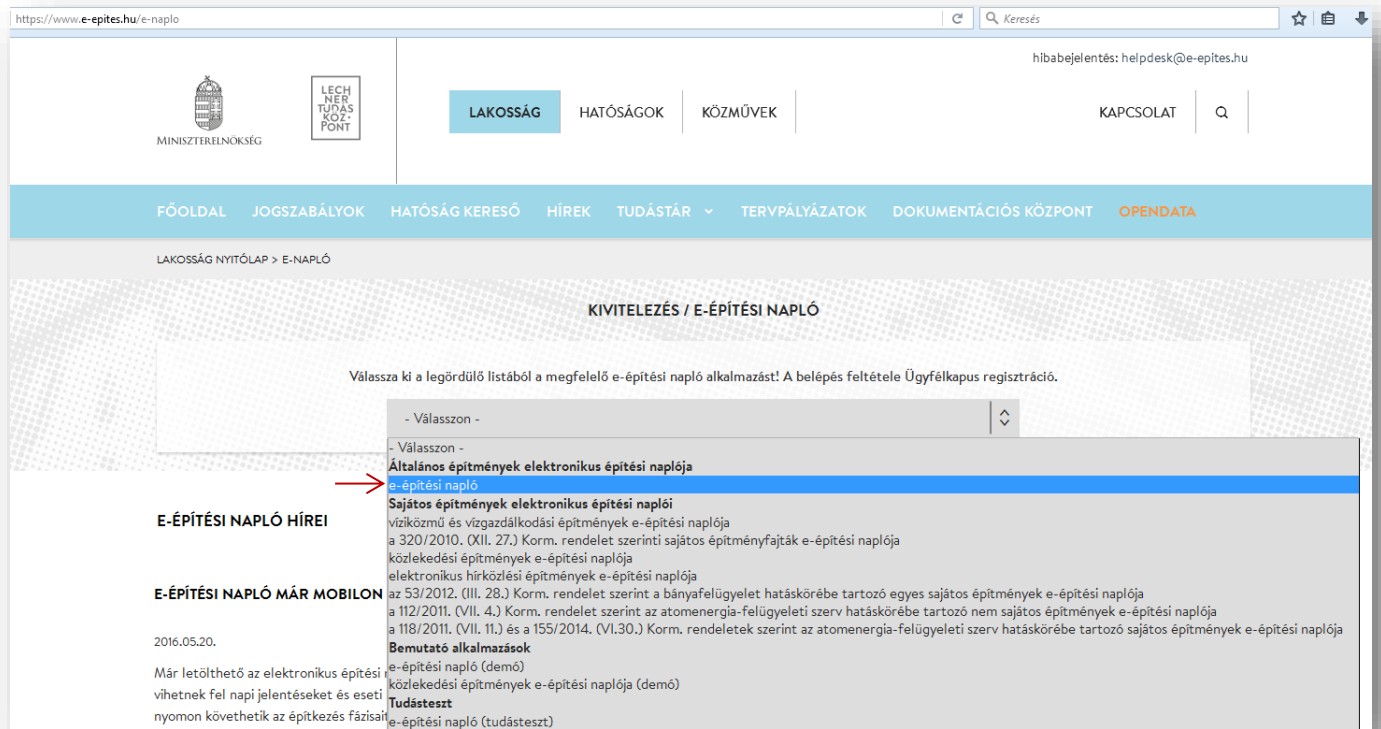 https://www.e-epites.hu/e-naplo
Keresés
hibabejelentés: helpdesk@e-epites.hu
MINISZTERELNÖKSÉG
LECH
NER
TUDÁS
KÖZ-
PONT
LAKOSSÁG HATÓSÁGOK KÖZMŰVEK KAPCSOLAT
FŐOLDAL JOGSZABÁLYOK HATÓSÁG KERESŐ HÍREK TUDÁSTÁR TERVPÁLYÁZATOK DOKUMENTÁCIÓS KÖZPONT OPENDATA
LAKOSSÁG NYITÓLAP > E-NAPLÓ
KIVITELEZÉS / E-ÉPÍTÉSI NAPLÓ
Válassza ki a legördülő listából a megfelelő e-építési napló alkalmazást! A belépés feltétele Ügyfélkapus regisztráció.
- Válasszon -
- Válasszon -
Általános építmények elektronikus építési naplója
e-építési napló
Sajátos építmények elektronikus építési naplói
víziközmű és vízgazdálkodási építmények e-építési naplója
a 320/2010. (XII. 27.) Korm. rendelet szerinti sajátos építményfajták e-építési naplója
közlekedési építmények e-építési naplója
elektronikus hírközlési építmények e-építési naplója
az 53/2012. (III. 28.) Korm. rendelet szerint a bányafelügyelet hatáskörébe tartozó egyes sajátos építmények e-építési naplója
a 112/2011. (VII. 4.) Korm. rendelet szerint az atomenergia-felügyeleti szerv hatáskörébe tartozó nem sajátos építmények e-építési naplója
a 118/2011. (VII. 11.) és a 155/2014. (VI.30.) Korm. rendeletek szerint az atomenergia-felügyeleti szerv hatáskörébe tartozó sajátos építmények e-építési naplója
Bemutató alkalmazások
e-építési napló (demó)
közlekedési építmények e-építési naplója (demó)
Tudásteszt
e-építési napló (tudásteszt)
E-ÉPÍTÉSI NAPLÓ HÍREI
E-ÉPÍTÉSI NAPLÓ MÁR MOBILON
2016.05.20.
Már letölthető az elektronikus építési
vihetnek fel napi jelentéseket és eseti
nyomon követhetik az építkezés fázisait